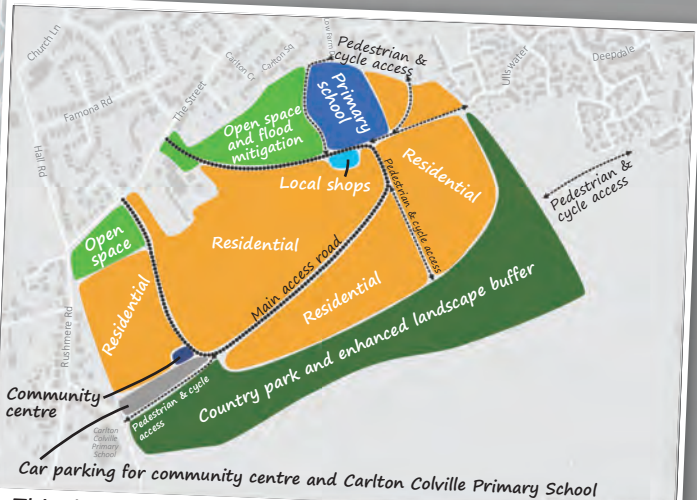 Church Ln
Famona Rd
The Street
Carlton Cr
Carlton Sq
Hall Rd
Pedestrian &
cycle access
Ullswater
Deepdale
Primary
school
Open space
and flood
mitigation
Local shops
Residential
Pedestrian & cycle access
Pedestrian &
cycle access
Open
space
Residential
Main access road
Residential
Residential
Rushmere Rd
Country park and enhanced landscape buffer
Community
centre
Pedestrian & cycle
access
Carlton
Colville
Primary
School
Car parking for community centre and Carlton Colville Primary School